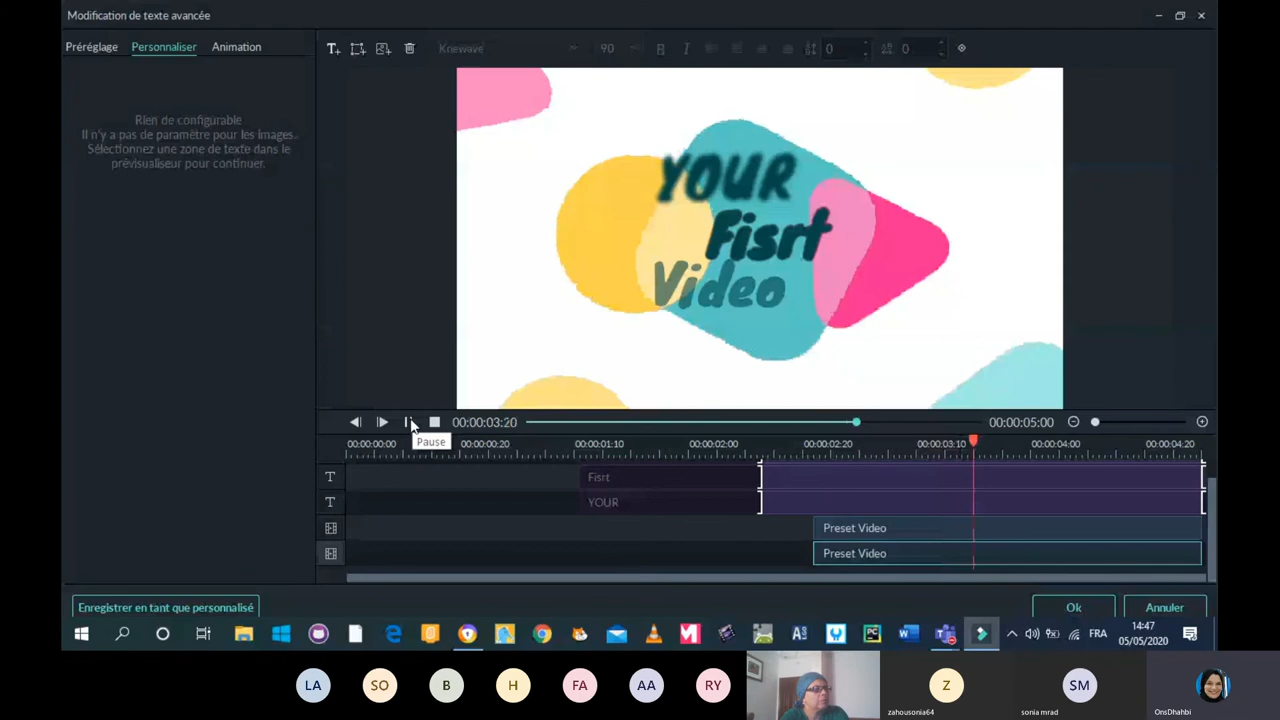 Modification de texte avancée
Préréglage Personnaliser Animation
Knewave 90 B I 0 0
Rien de configurable
Il n'y a pas de paramètre pour les images.
Sélectionnez une zone de texte dans le
prévisualiseur pour continuer.
YOUR
Fisrt
Video
00:00:03:20 00:00:05:00
Pause
00:00:00:00 00:00:00:20 00:00:01:10 00:00:02:00 00:00:02:20 00:00:03:10 00:00:04:00 00:00:04:20
T Fisrt
T YOUR
Preset Video
Preset Video
Enregistrer en tant que personnalisé Ok Annuler
FRA 14:47
05/05/2020
LA SO B H FA AA RY Z SM
zahousonia64 sonia mrad OnsDhahbi